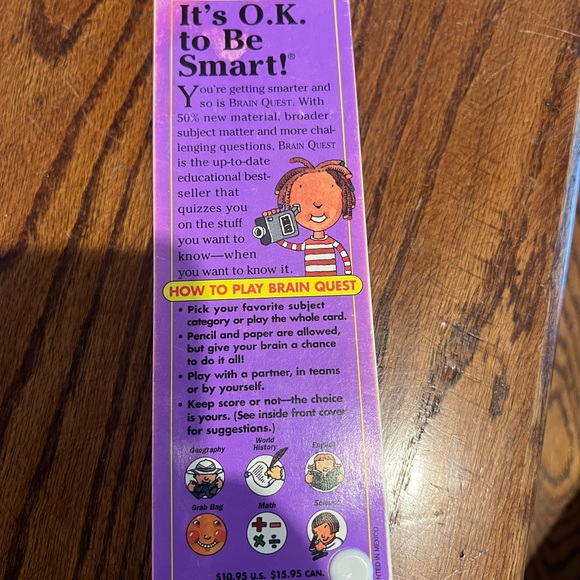 It's O.K.
to Be
Smart!®
You're getting smarter and
so is BRAIN QUEST. With
50% new material, broader
subject matter and more chal-
lenging questions, BRAIN QUEST
is the up-to-date
educational best-
seller that
quizzes you
on the stuff
you want to
know—when
you want to know it.
HOW TO PLAY BRAIN QUEST
• Pick your favorite subject
category or play the whole card.
• Pencil and paper are allowed,
but give your brain a chance
to do it all!
• Play with a partner, in teams
or by yourself.
• Keep score or not—the choice
is yours. (See inside front cover
for suggestions.)
Geography
World
History
English
Grab Bag
Math
Science
$10.95 U.S. $15.95 CAN.
IN MEXICO